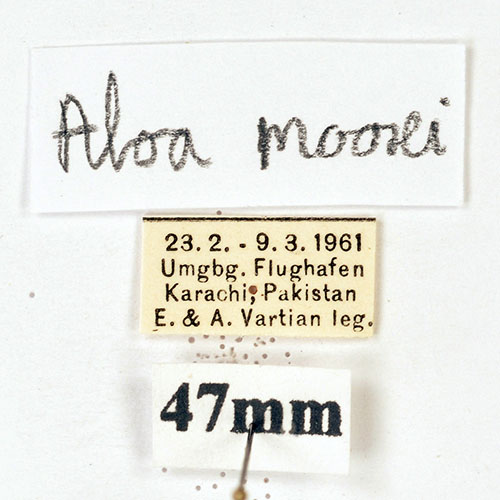 Aloa moorei
23. 2. - 9. 3. 1961
Umgbg. Flughafen
Karachi, Pakistan
E. & A. Vartian leg.
47mm